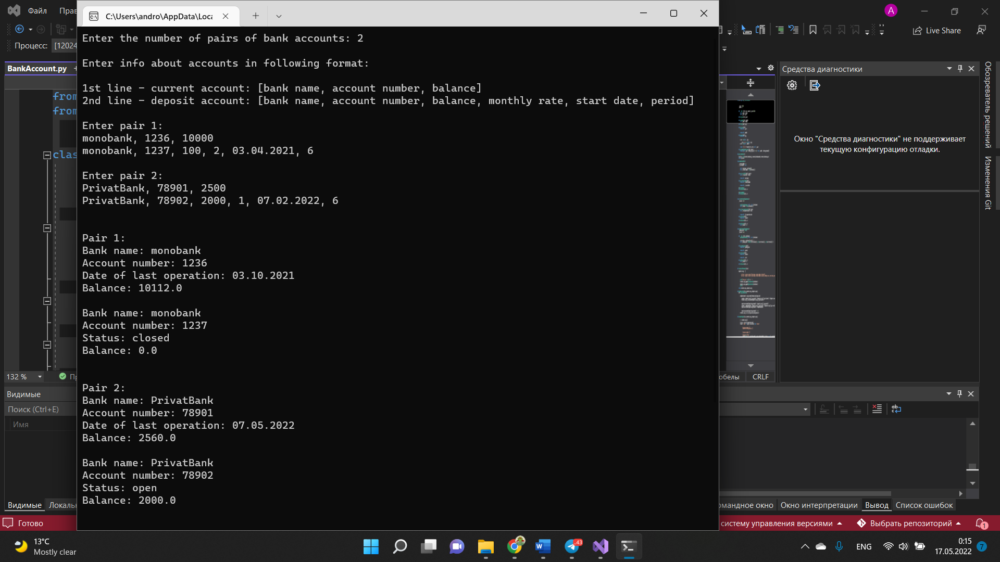 Файл
C:\Users\andro\AppData\Loca
A
Процесс:
[12024
Live Share
Enter the number of pairs of bank accounts: 2
Enter info about accounts in following format:
1st line - current account: [bank name, account number, balance]
2nd line - deposit account: [bank name, account number, balance, monthly rate, start date, period]
Enter pair 1:
monobank, 1236, 10000
monobank, 1237, 100, 2, 03.04.2021, 6
Enter pair 2:
PrivatBank, 78901, 2500
PrivatBank, 78902, 2000, 1, 07.02.2022, 6
Pair 1:
Bank name: monobank
Account number: 1236
Date of last operation: 03.10.2021
Balance: 10112.0
Bank name: monobank
Account number: 1237
Status: closed
Balance: 0.0
Pair 2:
Bank name: PrivatBank
Account number: 78901
Date of last operation: 07.05.2022
Balance: 2560.0
Bank name: PrivatBank
Account number: 78902
Status: open
Balance: 2000.0
BankAccount.py
from
from
clas
132 %
Видимые
Поиск (Ctrl+E)
Имя
Видимые
Локаль
Готово
Средства диагностики
Окно "Средства диагностики" не поддерживает
текущую конфигурацию отладки.
Обозреватель решений
Изменения Git
обелы
CRLF
омандное окно
Окно интерпретации
Вывод
Список ошибок
систему управления версиями
Выбрать репозиторий
1
13°C
Mostly clear
43
ENG
0:15
17.05.2022
7